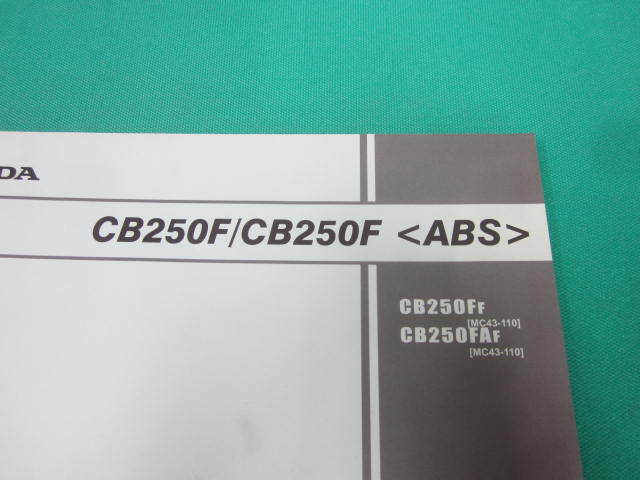 DA
CB250F/CB250F <ABS>
CB250FF
[MC43-110]
CB250FAF
[MC43-110]